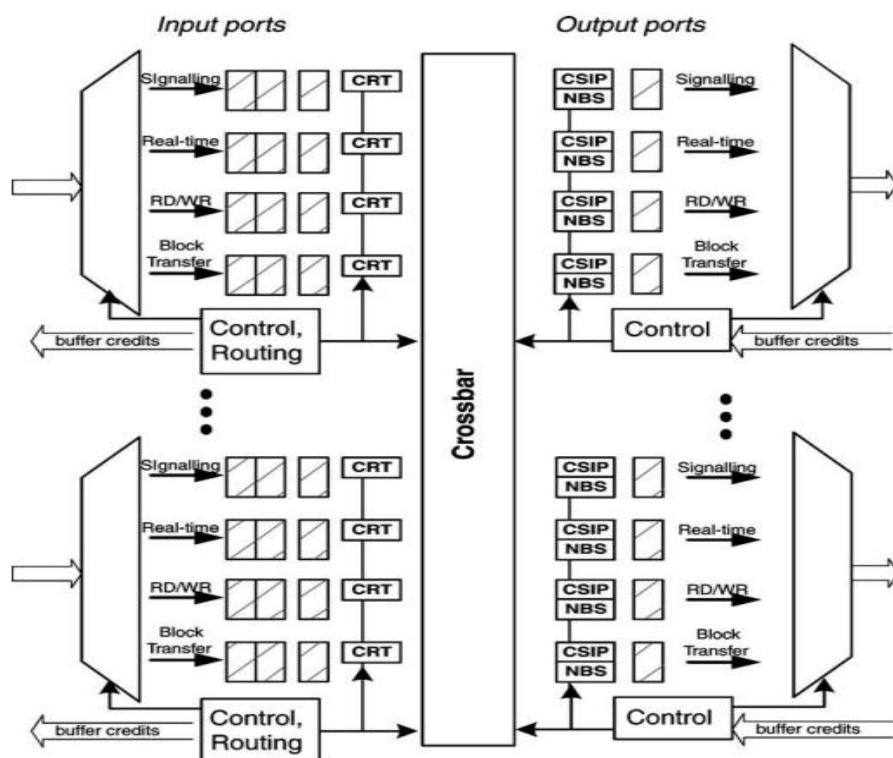 Input ports
Output ports
SIgnalling
CRT
CSIP
NBS
Signalling
Real-time
CRT
CSIP
NBS
Real-time
RD/WR
CRT
CSIP
NBS
RD/WR
Block
Transfer
CRT
CSIP
NBS
Block
Transfer
buffer credits
Control,
Routing
Control
buffer credits
Crossbar
SIgnalling
CRT
CSIP
NBS
Signalling
Real-time
CRT
CSIP
NBS
Real-time
RD/WR
CRT
CSIP
NBS
RD/WR
Block
Transfer
CRT
CSIP
NBS
Block
Transfer
buffer credits
Control,
Routing
Control
buffer credits